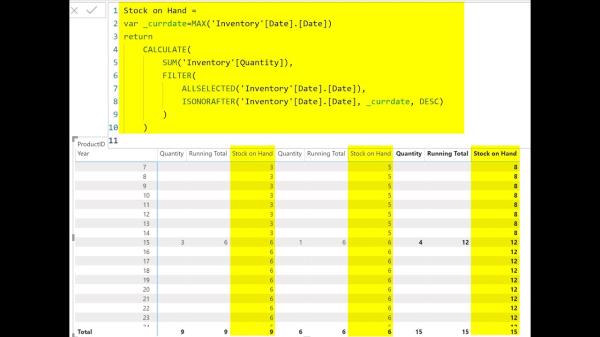 1 Stock on Hand =
2 var _currdate=MAX('Inventory'[Date].[Date])
3 return
4 CALCULATE(
5 SUM('Inventory'[Quantity]),
6 FILTER(
7 ALLSELECTED('Inventory'[Date].[Date]),
8 ISONORAFTER('Inventory'[Date].[Date], _currdate, DESC)
9 )
10 )
11
ProductID
Year Quantity Running Total Stock on Hand Quantity Running Total Stock on Hand Quantity Running Total Stock on Hand
7 3 5 8
8 3 5 8
9 3 5 8
10 3 5 8
11 3 5 8
12 3 5 8
13 3 5 8
14 3 5 8
15 3 6 6 1 6 6 4 12 12
16 6 6 12
17 6 6 12
18 6 6 12
19 6 6 12
20 6 6 12
21 6 6 12
22 6 6 12
23 6 6 12
24 6 6 12
Total 9 9 9 6 6 6 15 15 15